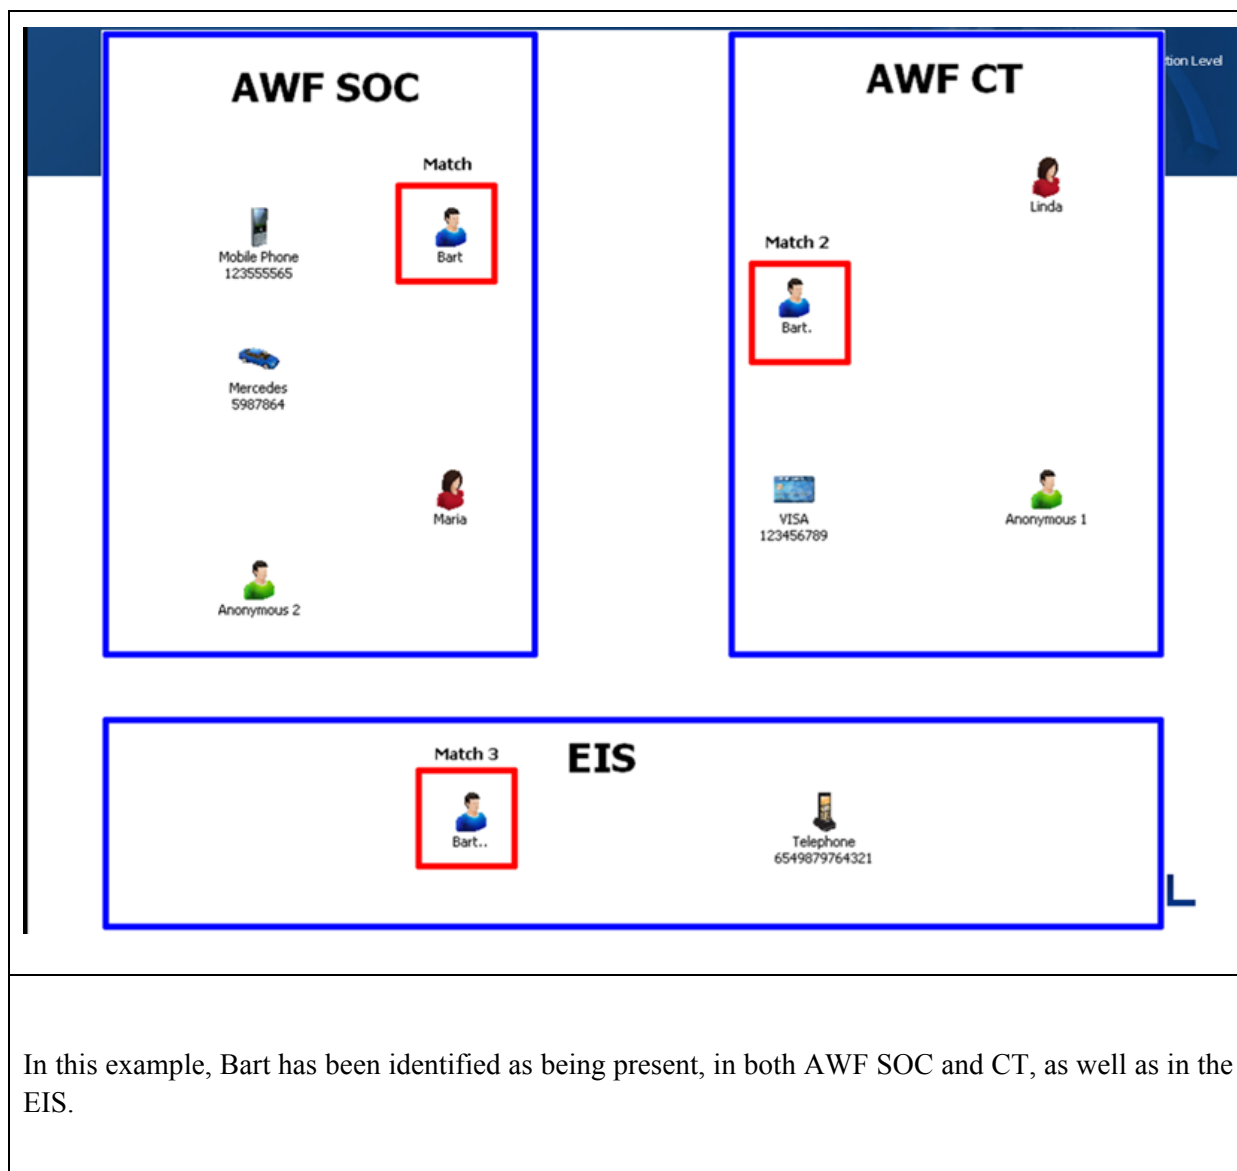 AWF SOC
AWF CT
tion Level
Match
Bart
Mobile Phone
123555565
Mercedes
5987864
Maria
Anonymous 2
Linda
Match 2
Bart.
VISA
123456789
Anonymous 1
EIS
Match 3
Bart..
Telephone
6549879764321
L
In this example, Bart has been identified as being present, in both AWF SOC and CT, as well as in the
EIS.